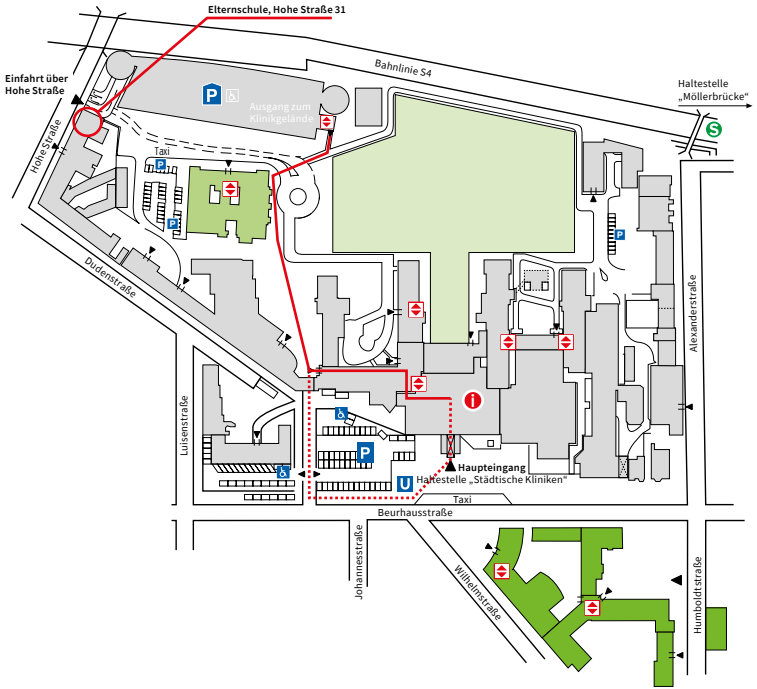 Elternschule, Hohe Straße 31
Bahnlinie S4
Einfahrt über
Hohe Straße
Haltestelle
„Möllerbrücke“
P
Ausgang zum
Klinikgelände
S
Hohe Straße
Taxi
P
P
P
Dudenstraße
Alexanderstraße
Luisenstraße
i
P
U
Haupteingang
Haltestelle „Städtische Kliniken“
Taxi
Beurhausstraße
Johannesstraße
Wilhelmstraße
Humboldtstraße